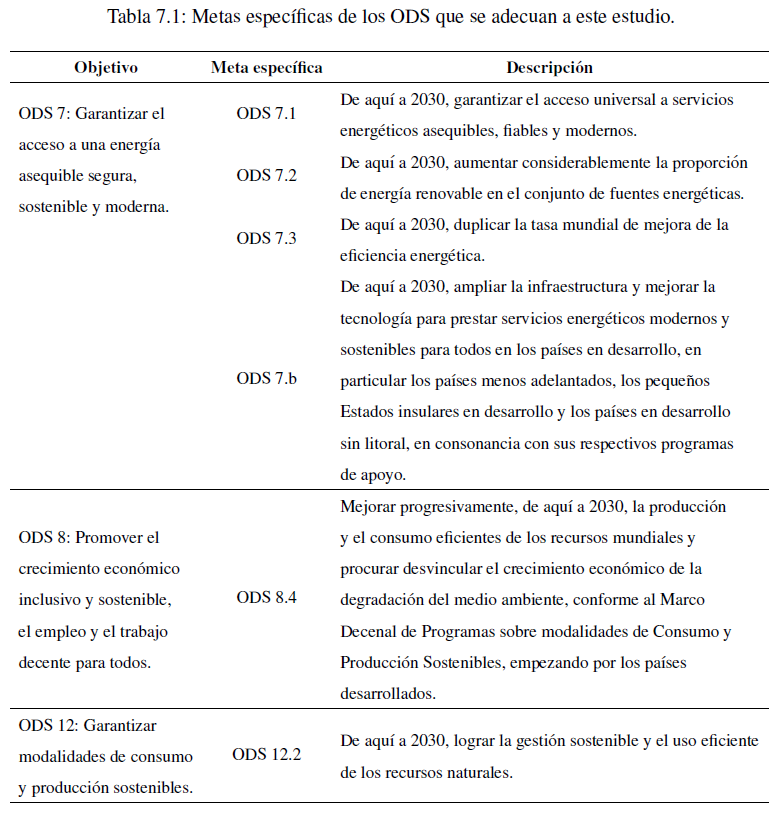 Tabla 7.1: Metas específicas de los ODS que se adecuan a este estudio.
Objetivo Meta específica Descripción
ODS 7: Garantizar el
acceso a una energía
asequible segura,
sostenible y moderna.
ODS 7.1
De aquí a 2030, garantizar el acceso universal a servicios
energéticos asequibles, fiables y modernos.
ODS 7.2
De aquí a 2030, aumentar considerablemente la proporción
de energía renovable en el conjunto de fuentes energéticas.
ODS 7.3
De aquí a 2030, duplicar la tasa mundial de mejora de la
eficiencia energética.
ODS 7.b
De aquí a 2030, ampliar la infraestructura y mejorar la
tecnología para prestar servicios energéticos modernos y
sostenibles para todos en los países en desarrollo, en
particular los países menos adelantados, los pequeños
Estados insulares en desarrollo y los países en desarrollo
sin litoral, en consonancia con sus respectivos programas
de apoyo.
ODS 8: Promover el
crecimiento económico
inclusivo y sostenible,
el empleo y el trabajo
decente para todos.
ODS 8.4
Mejorar progresivamente, de aquí a 2030, la producción
y el consumo eficientes de los recursos mundiales y
procurar desvincular el crecimiento económico de la
degradación del medio ambiente, conforme al Marco
Decenal de Programas sobre modalidades de Consumo y
Producción Sostenibles, empezando por los países
desarrollados.
ODS 12: Garantizar
modalidades de consumo
y producción sostenibles.
ODS 12.2
De aquí a 2030, lograr la gestión sostenible y el uso eficiente
de los recursos naturales.